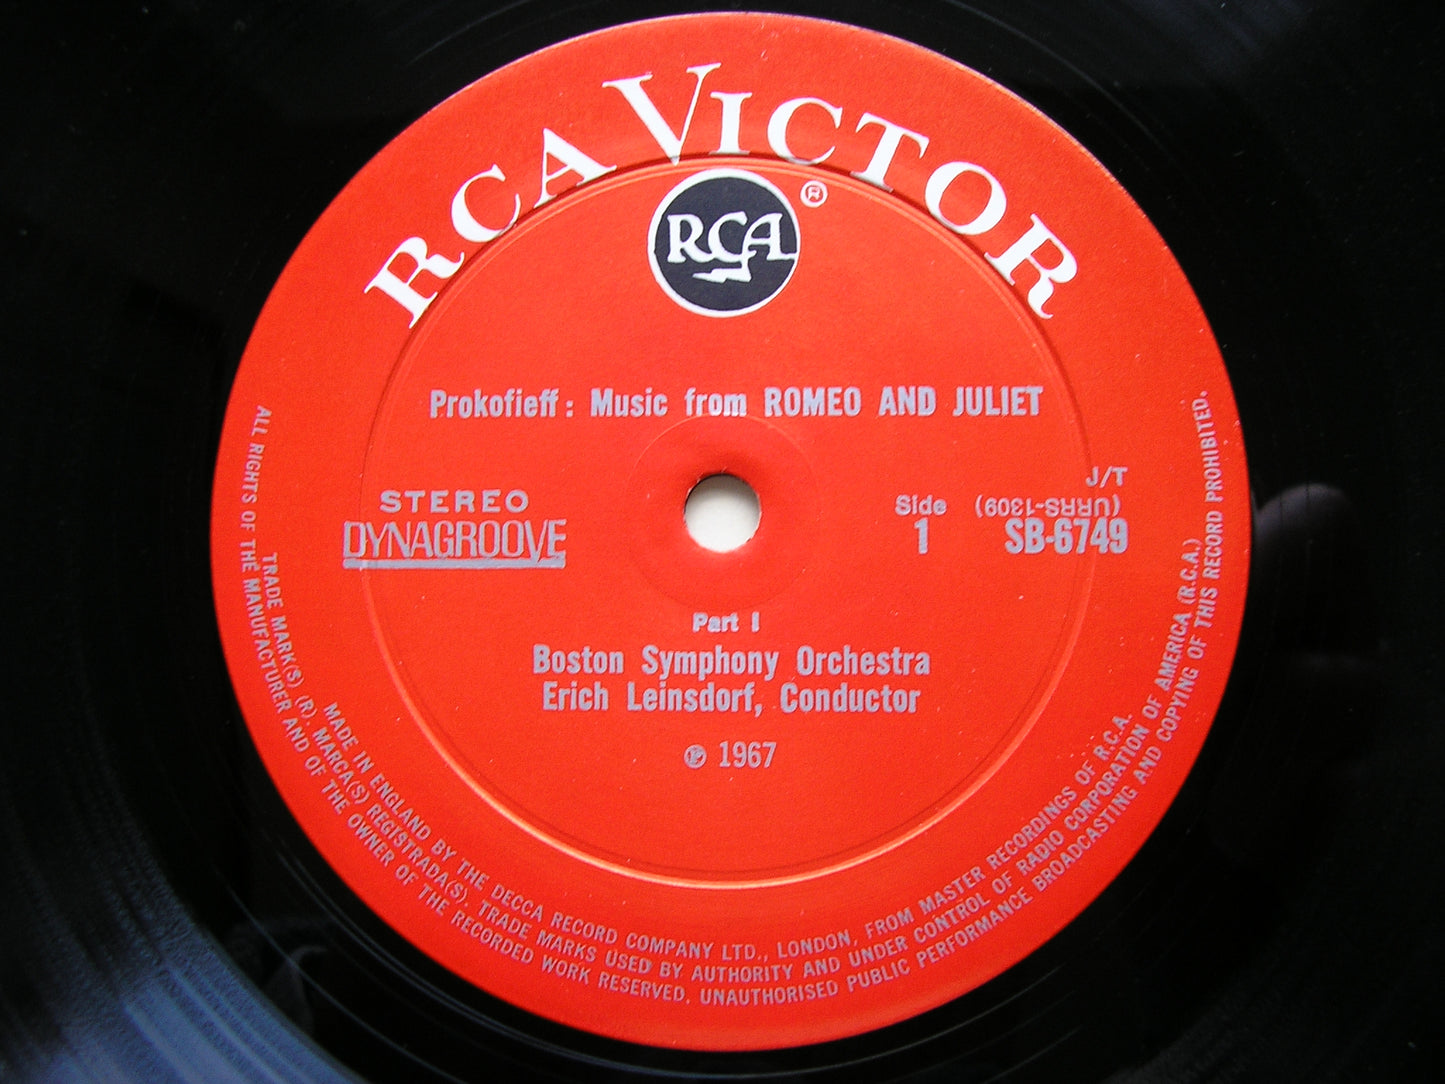 RCA VICTOR
RCA ®
Prokofieff: Music from ROMEO AND JULIET
J/T
STEREO
DYNAGROOVE
Side 1
(URRS-1309)
SB-6749
Part I
Boston Symphony Orchestra
Erich Leinsdorf, Conductor
℗ 1967
MADE IN ENGLAND BY THE DECCA RECORD COMPANY LTD., LONDON, FROM MASTER RECORDINGS OF R.C.A.
TRADE MARK(S) (R). MARCA(S) REGISTRADA(S). TRADE MARKS USED BY AUTHORITY AND UNDER CONTROL OF RADIO CORPORATION OF AMERICA (R.C.A.)
ALL RIGHTS OF THE MANUFACTURER AND OF THE OWNER OF THE RECORDED WORK RESERVED. UNAUTHORISED PUBLIC PERFORMANCE BROADCASTING AND COPYING OF THIS RECORD PROHIBITED.